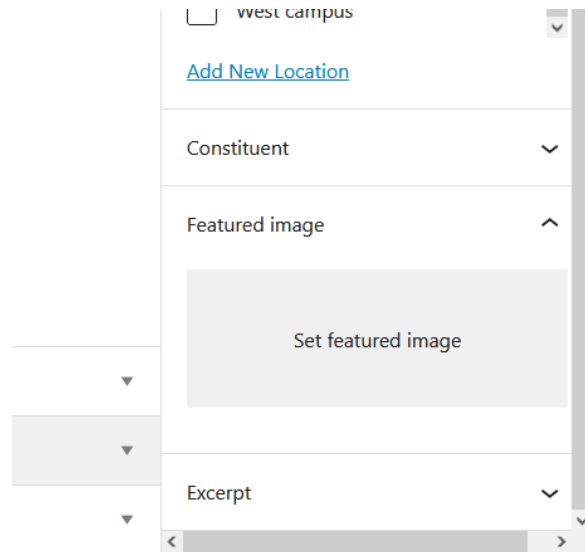 West campus
Add New Location
Constituent
Featured image
Set featured image
Excerpt